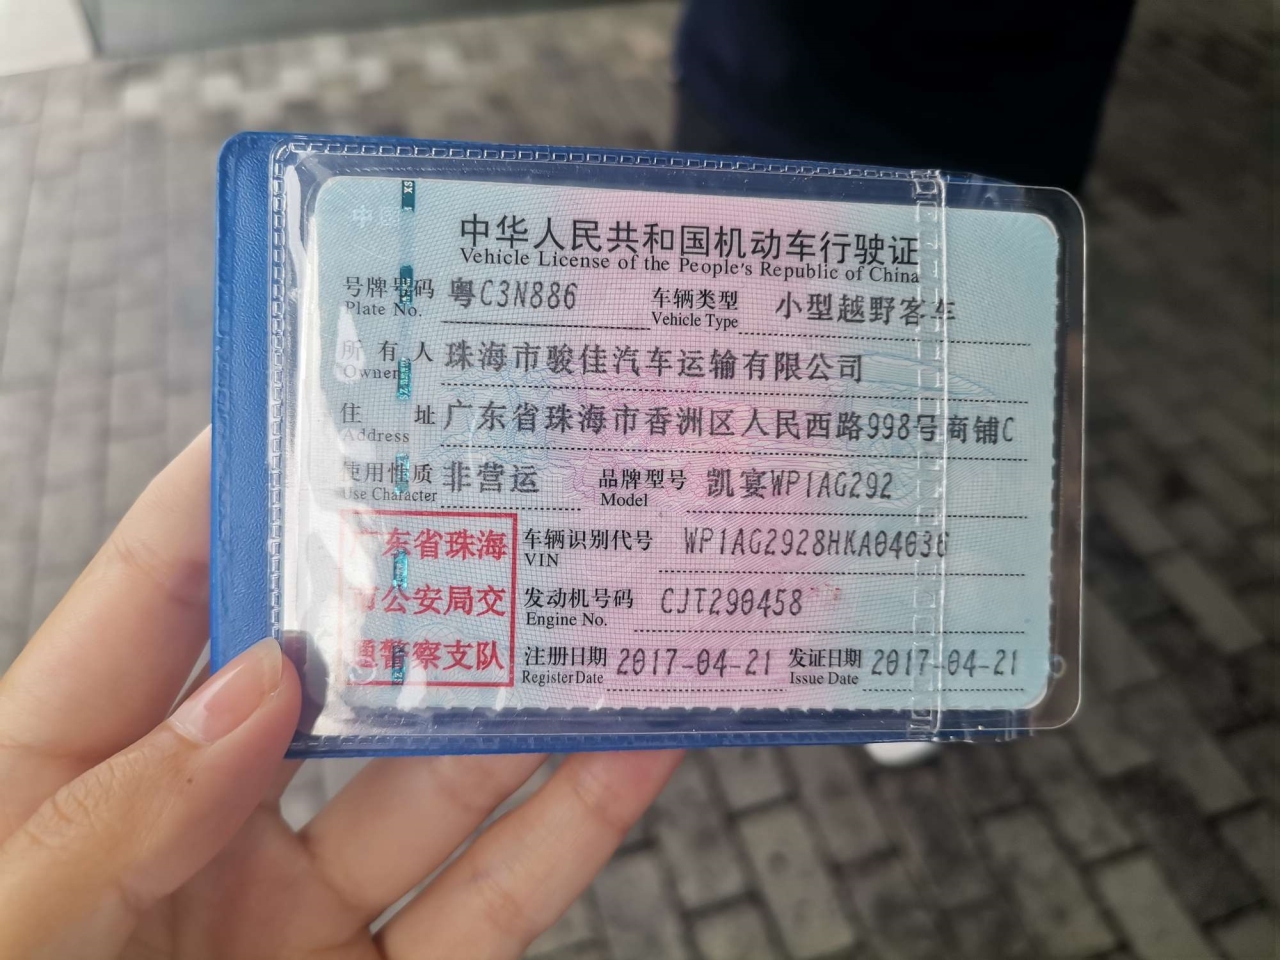 中华人民共和国机动车行驶证
Vehicle License of the People's Republic of China
号牌号码 粤C3N886 车辆类型 小型越野客车
Plate No. Vehicle Type
所有人 珠海市骏佳汽车运输有限公司
Owner
住址 广东省珠海市香洲区人民西路998号商铺C
Address
使用性质 非营运 品牌型号 凯宴WP1AG292
Use Character Model
车辆识别代号 WP1AG2928HKA04036
VIN
发动机号码 CJT290458
Engine No.
注册日期 2017-04-21 发证日期 2017-04-21
Register Date Issue Date
广东省珠海
市公安局交
通警察支队